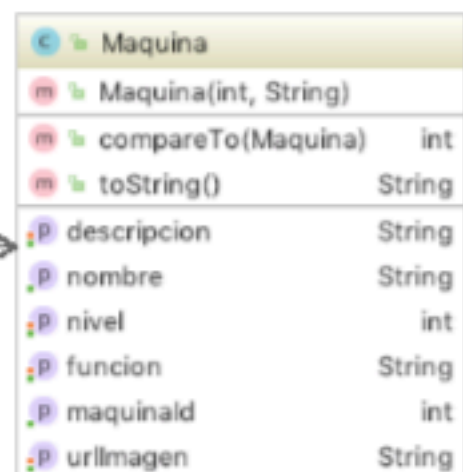 Maquina
Maquina(int, String)
compareTo(Maquina) int
toString() String
descripcion String
nombre String
nivel int
funcion String
maquinaId int
urlImagen String